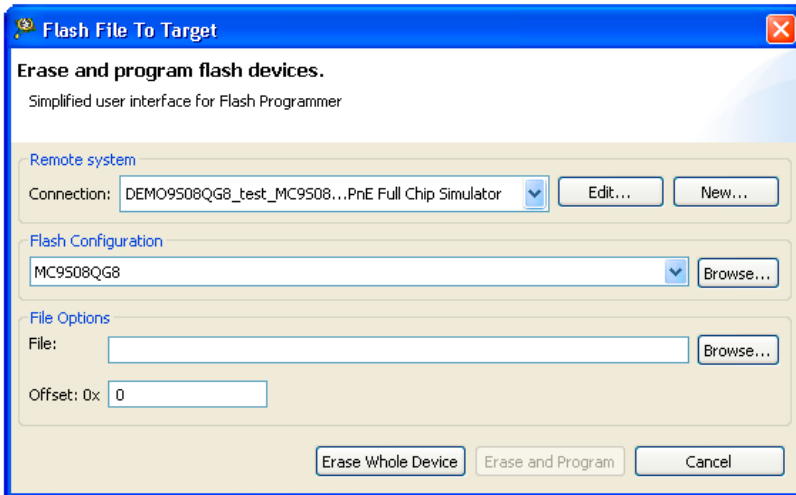 Flash File To Target
Erase and program flash devices.
Simplified user interface for Flash Programmer
Remote system
Connection: DEMO9S08QG8_test_MC9S08...PnE Full Chip Simulator Edit... New...
Flash Configuration
MC9S08QG8 Browse...
File Options
File: Browse...
Offset: 0x 0
Erase Whole Device Erase and Program Cancel